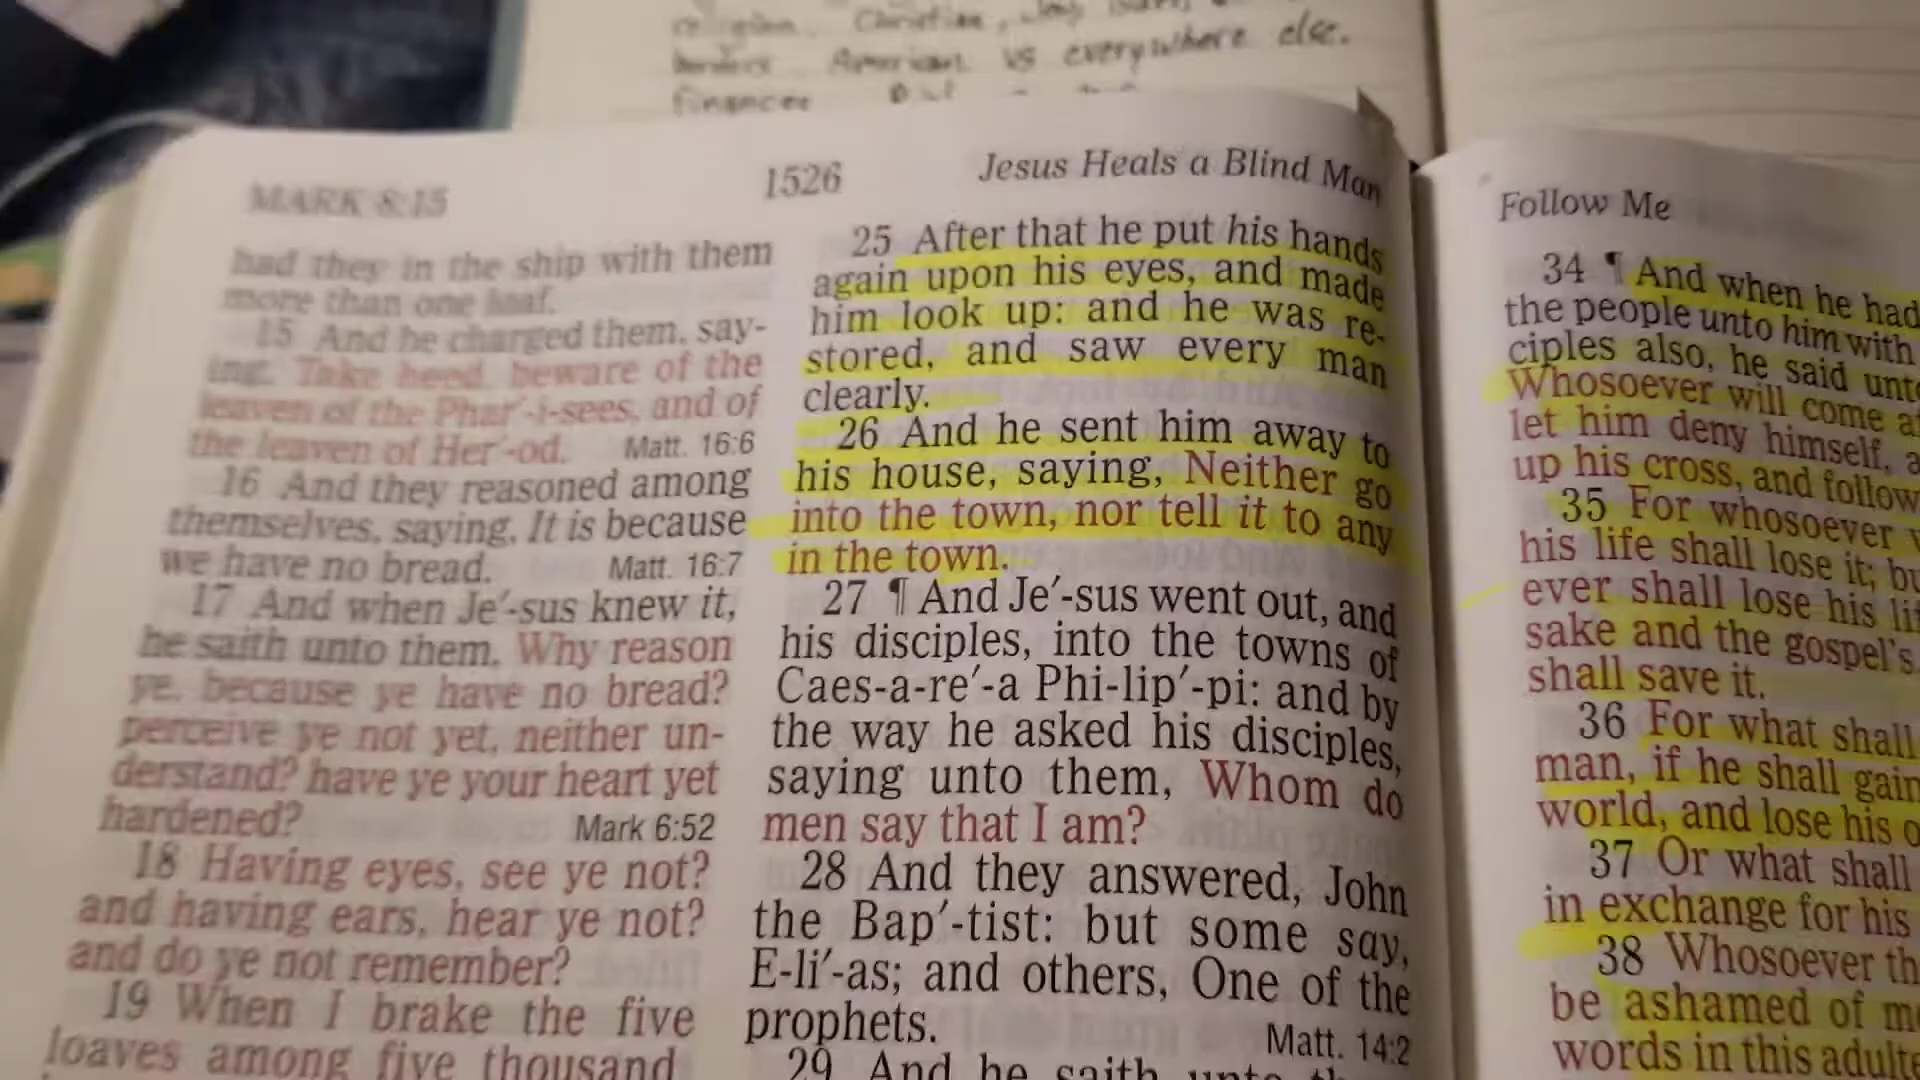 religion. Christian,
borders American vs everywhere else.
finances
MARK 8:15
1526
Jesus Heals a Blind Man
had they in the ship with them
more than one loaf.
15 And he charged them, say-
ing, Take heed, beware of the
leaven of the Phar′-i-sees, and of
the leaven of Her′-od. Matt. 16:6
16 And they reasoned among
themselves, saying, It is because
we have no bread. Matt. 16:7
17 And when Je′-sus knew it,
he saith unto them, Why reason
ye, because ye have no bread?
perceive ye not yet, neither un-
derstand? have ye your heart yet
hardened? Mark 6:52
18 Having eyes, see ye not?
and having ears, hear ye not?
and do ye not remember?
19 When I brake the five
loaves among five thousand
25 After that he put his hands
again upon his eyes, and made
him look up: and he was re-
stored, and saw every man
clearly.
26 And he sent him away to
his house, saying, Neither go
into the town, nor tell it to any
in the town.
27 ¶ And Je′-sus went out, and
his disciples, into the towns of
Caes-a-re′-a Phi-lip′-pi: and by
the way he asked his disciples,
saying unto them, Whom do
men say that I am?
28 And they answered, John
the Bap′-tist: but some say,
E-li′-as; and others, One of the
prophets. Matt. 14:2
29 And he saith unto
Follow Me
34 ¶ And when he had
the people unto him with
ciples also, he said unto
Whosoever will come
let him deny himself,
up his cross, and follow
35 For whosoever
his life shall lose it;
ever shall lose his
sake and the gospel's
shall save it.
36 For what shall
man, if he shall gain
world, and lose his
37 Or what shall
in exchange for his
38 Whosoever
be ashamed of
words in this